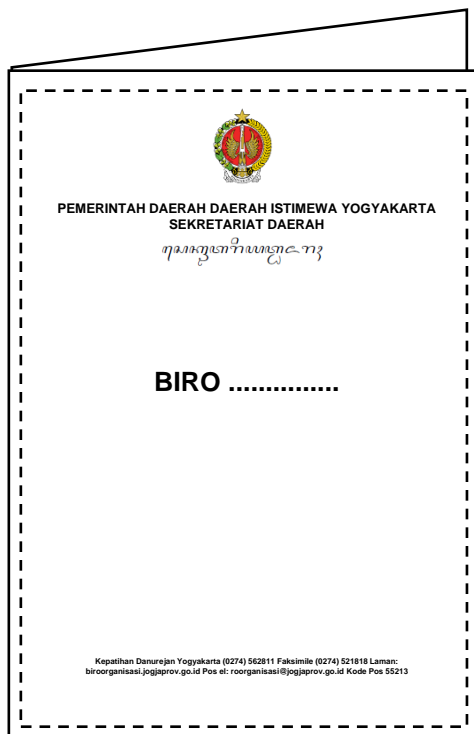 PEMERINTAH DAERAH DAERAH ISTIMEWA YOGYAKARTA
SEKRETARIAT DAERAH
BIRO ...............
Kepatihan Danurejan Yogyakarta (0274) 562811 Faksimile (0274) 521818 Laman:
biroorganisasi.jogjaprov.go.id Pos el: roorganisasi@jogjaprov.go.id Kode Pos 55213